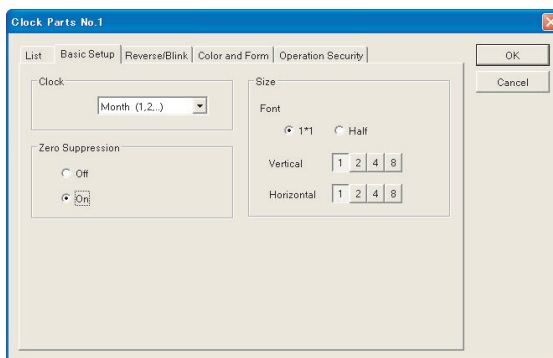 Clock Parts No.1
List Basic Setup Reverse/Blink Color and Form Operation Security
OK
Cancel
Clock
Month (1,2,..)
Zero Suppression
Off
On
Size
Font
1*1 Half
Vertical 1 2 4 8
Horizontal 1 2 4 8